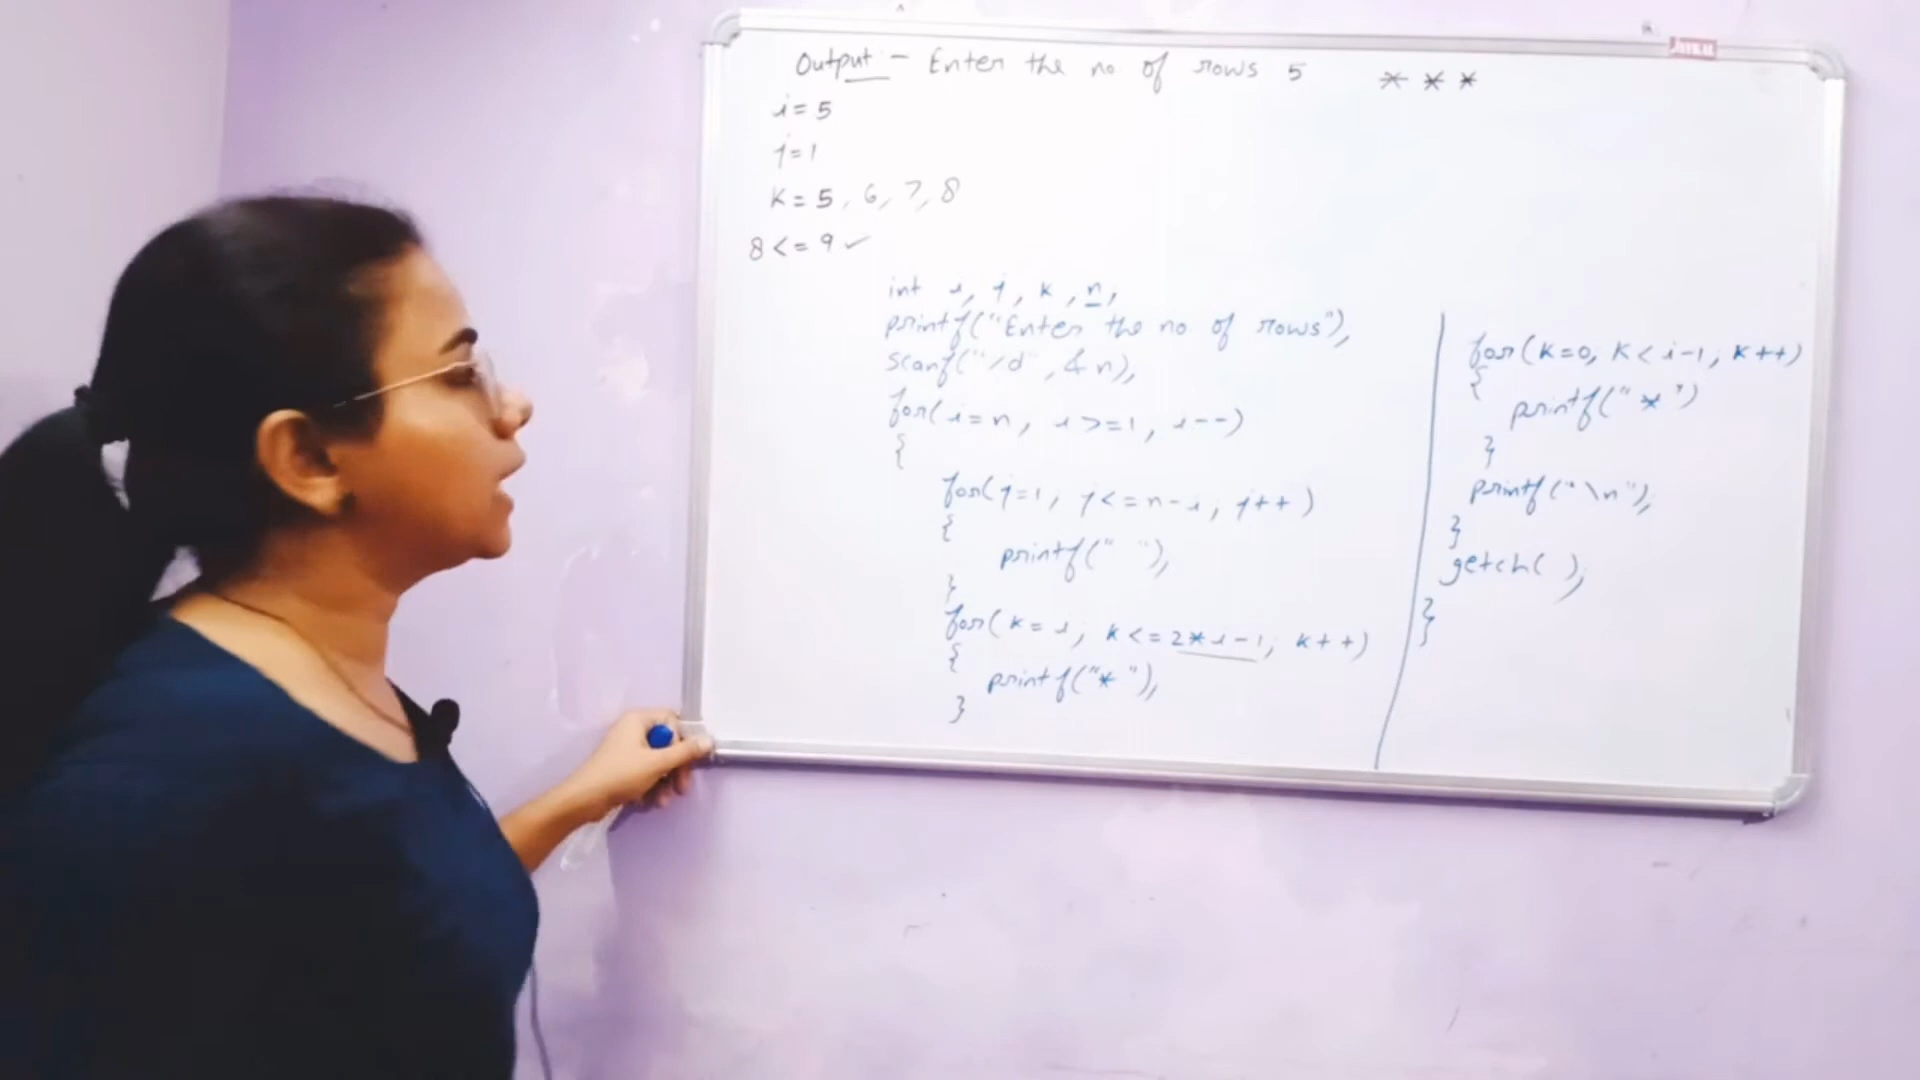 Output :- Enter the no of rows 5 * * *
i = 5
j = 1
K = 5, 6, 7, 8
8 <= 9 ✓
int i, j, k, n;
printf("Enter the no of rows");
scanf("%d", &n);
for(i=n, i>=1, i--)
{
for(j=1; j<=n-i; j++)
{
printf(" ");
}
for(k=i; k<=2*i-1; k++)
{
printf("* ");
}
for(K=0, K<i-1, K++)
{
printf("*")
}
printf("\n");
}
getch( );
}